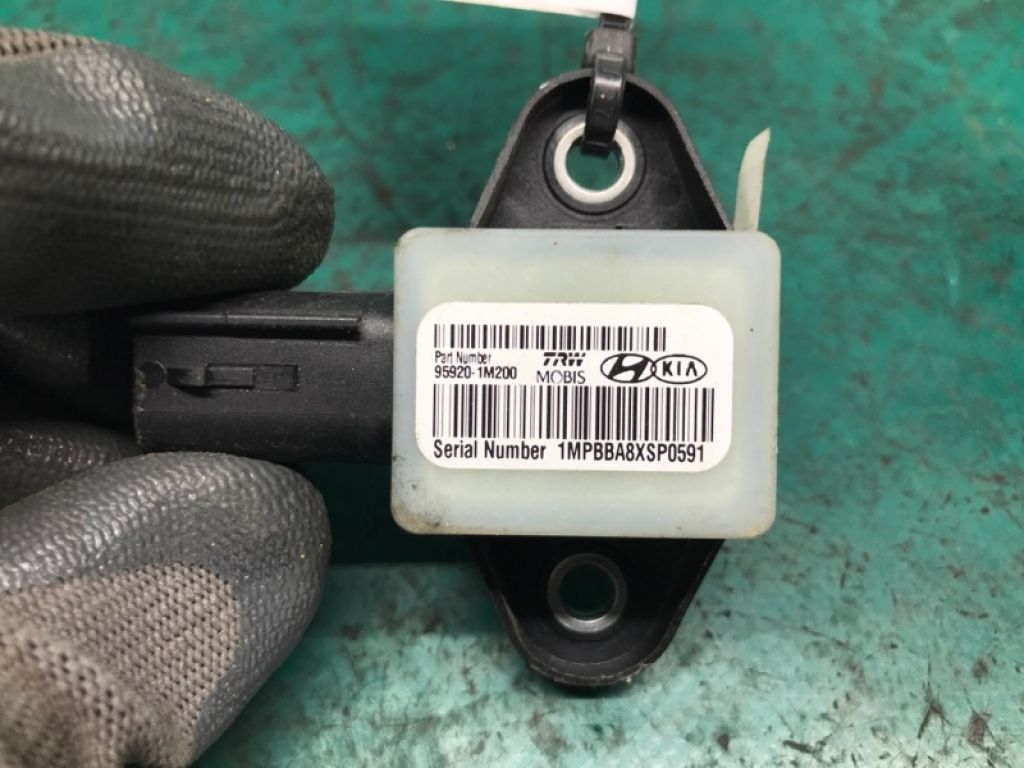 Part Number
95920-1M200
TRW
MOBIS
KIA
Serial Number 1MPBBA8XSP0591